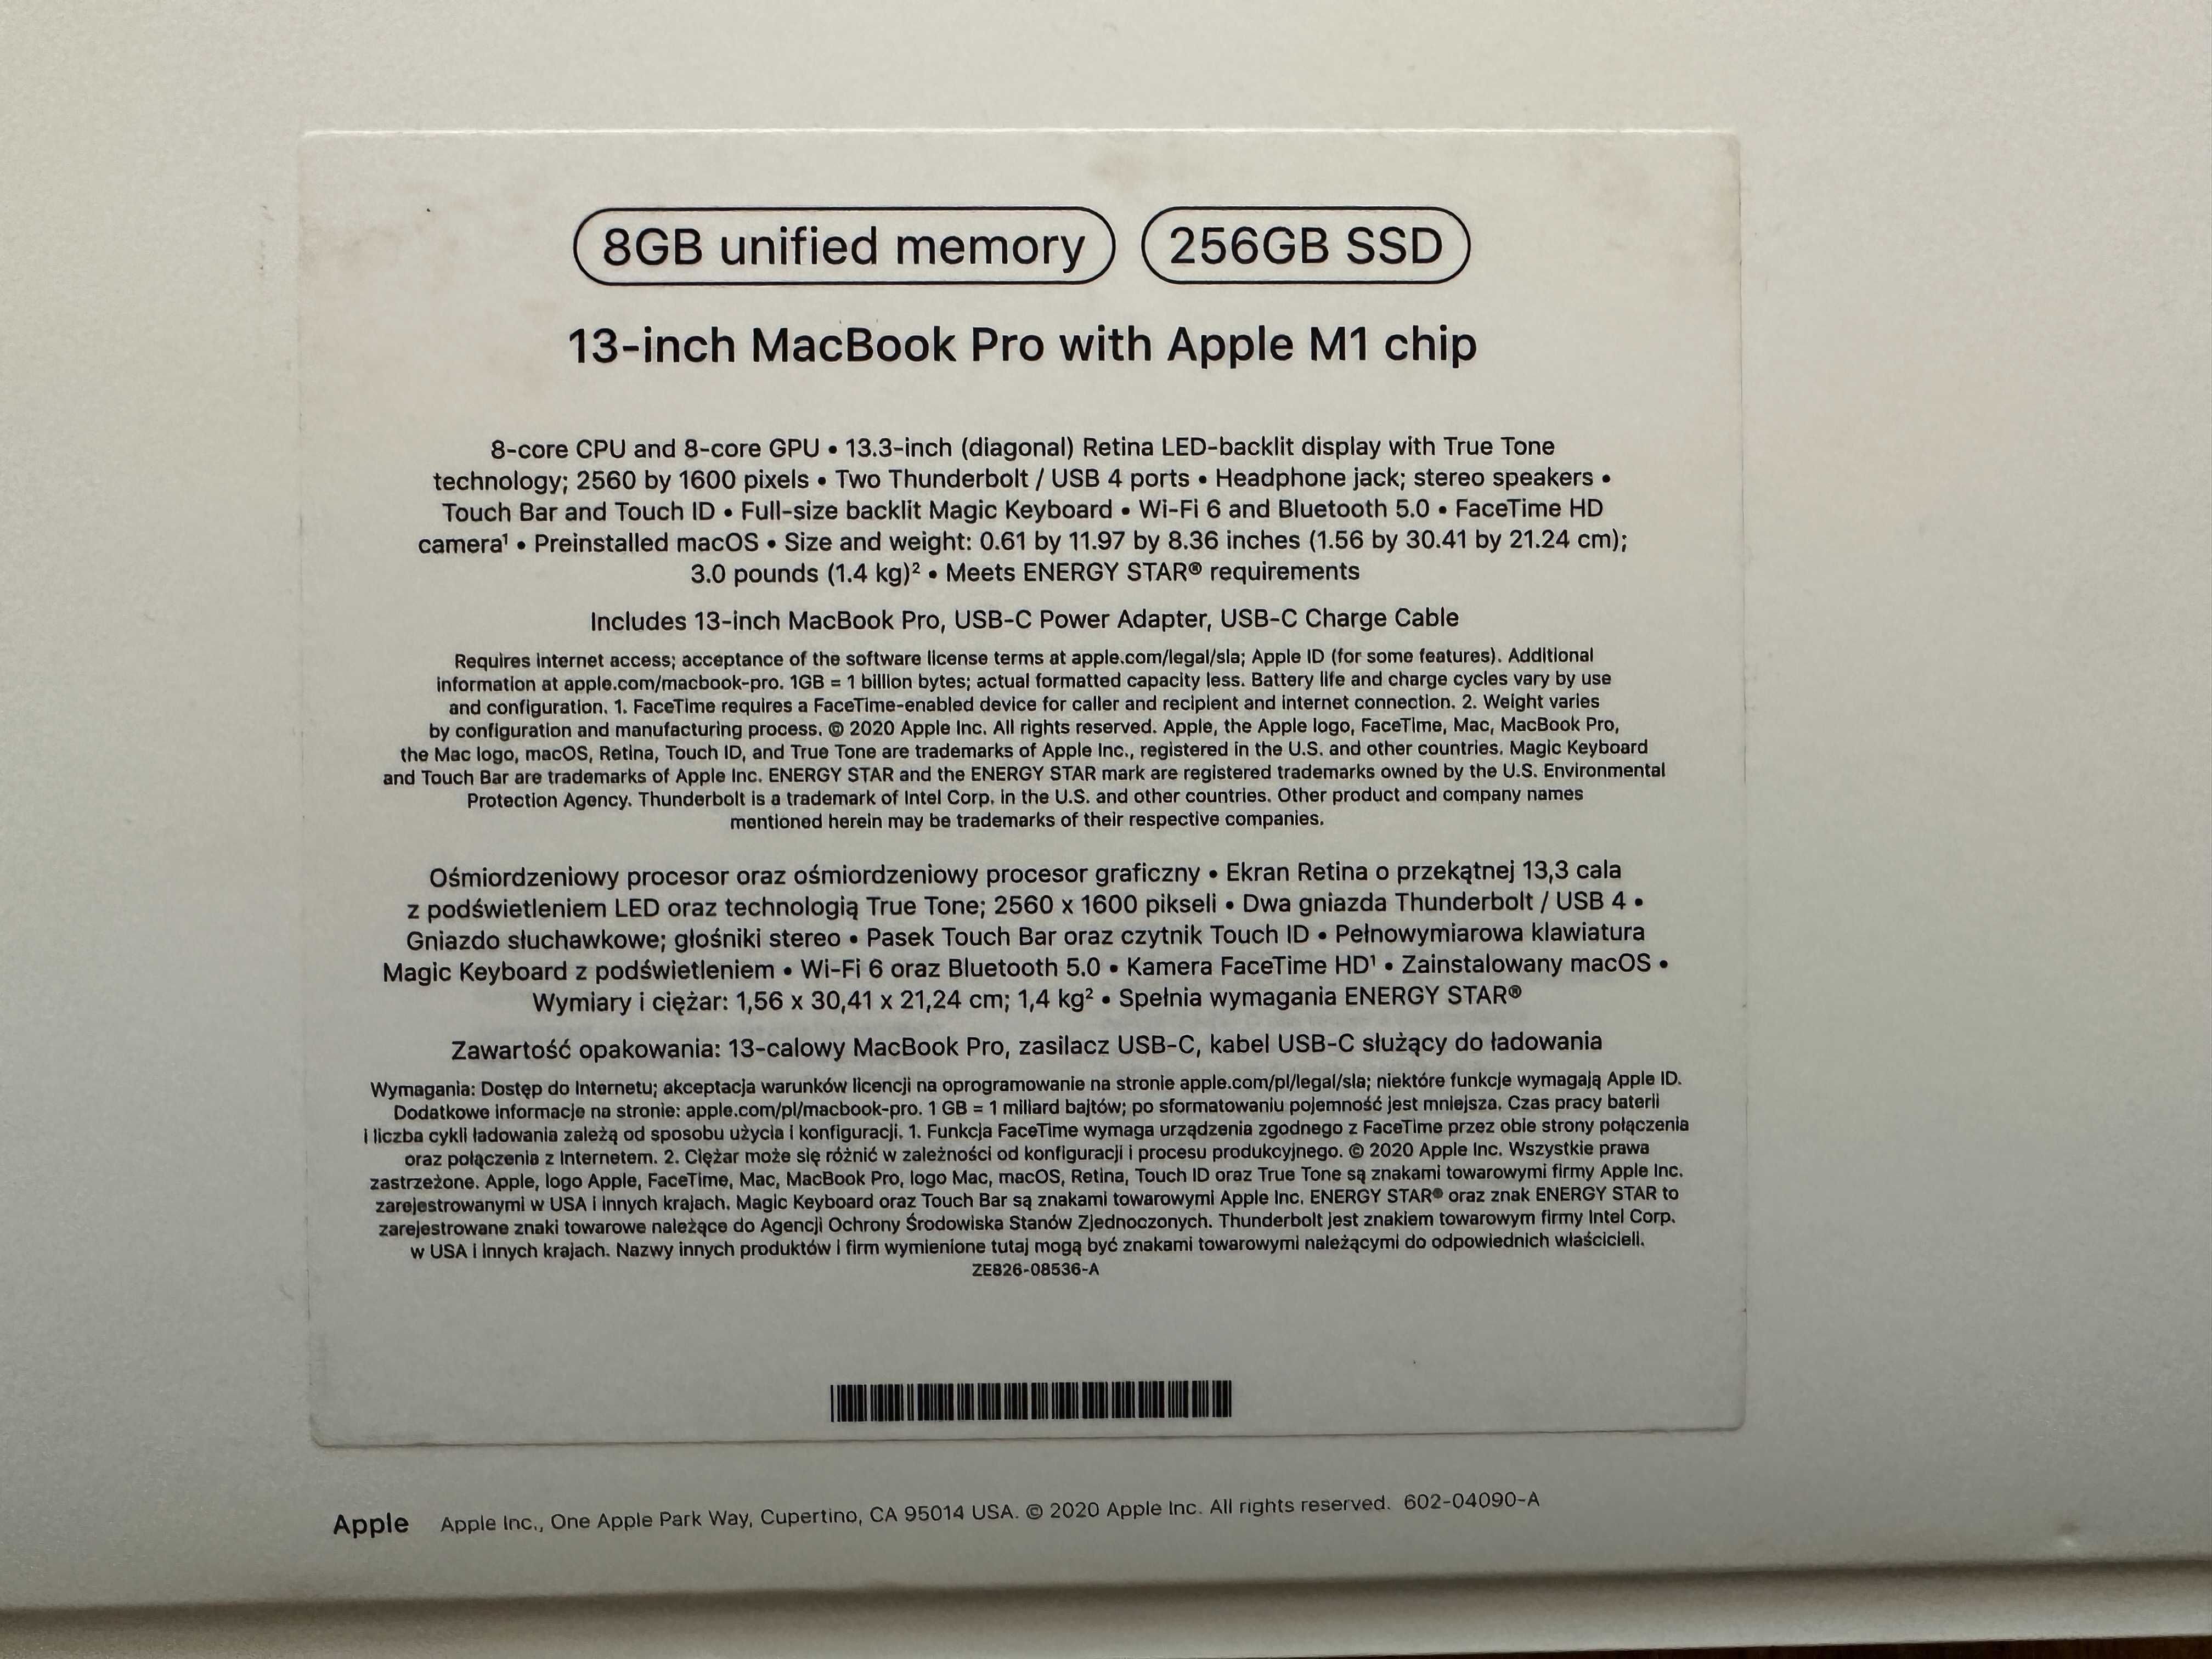 8GB unified memory 256GB SSD
13-inch MacBook Pro with Apple M1 chip
8-core CPU and 8-core GPU • 13.3-inch (diagonal) Retina LED-backlit display with True Tone
technology; 2560 by 1600 pixels • Two Thunderbolt / USB 4 ports • Headphone jack; stereo speakers •
Touch Bar and Touch ID • Full-size backlit Magic Keyboard • Wi-Fi 6 and Bluetooth 5.0 • FaceTime HD
camera¹ • Preinstalled macOS • Size and weight: 0.61 by 11.97 by 8.36 inches (1.56 by 30.41 by 21.24 cm);
3.0 pounds (1.4 kg)² • Meets ENERGY STAR® requirements
Includes 13-inch MacBook Pro, USB-C Power Adapter, USB-C Charge Cable
Requires internet access; acceptance of the software license terms at apple.com/legal/sla; Apple ID (for some features). Additional
information at apple.com/macbook-pro. 1GB = 1 billion bytes; actual formatted capacity less. Battery life and charge cycles vary by use
and configuration. 1. FaceTime requires a FaceTime-enabled device for caller and recipient and internet connection. 2. Weight varies
by configuration and manufacturing process. © 2020 Apple Inc. All rights reserved. Apple, the Apple logo, FaceTime, Mac, MacBook Pro,
the Mac logo, macOS, Retina, Touch ID, and True Tone are trademarks of Apple Inc., registered in the U.S. and other countries. Magic Keyboard
and Touch Bar are trademarks of Apple Inc. ENERGY STAR and the ENERGY STAR mark are registered trademarks owned by the U.S. Environmental
Protection Agency. Thunderbolt is a trademark of Intel Corp. in the U.S. and other countries. Other product and company names
mentioned herein may be trademarks of their respective companies.
Ośmiordzeniowy procesor oraz ośmiordzeniowy procesor graficzny • Ekran Retina o przekątnej 13,3 cala
z podświetleniem LED oraz technologią True Tone; 2560 x 1600 pikseli • Dwa gniazda Thunderbolt / USB 4 •
Gniazdo słuchawkowe; głośniki stereo • Pasek Touch Bar oraz czytnik Touch ID • Pełnowymiarowa klawiatura
Magic Keyboard z podświetleniem • Wi-Fi 6 oraz Bluetooth 5.0 • Kamera FaceTime HD¹ • Zainstalowany macOS •
Wymiary i ciężar: 1,56 x 30,41 x 21,24 cm; 1,4 kg² • Spełnia wymagania ENERGY STAR®
Zawartość opakowania: 13-calowy MacBook Pro, zasilacz USB-C, kabel USB-C służący do ładowania
Wymagania: Dostęp do Internetu; akceptacja warunków licencji na oprogramowanie na stronie apple.com/pl/legal/sla; niektóre funkcje wymagają Apple ID.
Dodatkowe informacje na stronie: apple.com/pl/macbook-pro. 1 GB = 1 miliard bajtów; po sformatowaniu pojemność jest mniejsza. Czas pracy baterii
i liczba cykli ładowania zależą od sposobu użycia i konfiguracji. 1. Funkcja FaceTime wymaga urządzenia zgodnego z FaceTime przez obie strony połączenia
oraz połączenia z Internetem. 2. Ciężar może się różnić w zależności od konfiguracji i procesu produkcyjnego. © 2020 Apple Inc. Wszystkie prawa
zastrzeżone. Apple, logo Apple, FaceTime, Mac, MacBook Pro, logo Mac, macOS, Retina, Touch ID oraz True Tone są znakami towarowymi firmy Apple Inc.
zarejestrowanymi w USA i innych krajach. Magic Keyboard oraz Touch Bar są znakami towarowymi Apple Inc. ENERGY STAR® oraz znak ENERGY STAR to
zarejestrowane znaki towarowe należące do Agencji Ochrony Środowiska Stanów Zjednoczonych. Thunderbolt jest znakiem towarowym firmy Intel Corp.
w USA i innych krajach. Nazwy innych produktów i firm wymienione tutaj mogą być znakami towarowymi należącymi do odpowiednich właścicieli.
ZE826-08536-A
Apple Apple Inc., One Apple Park Way, Cupertino, CA 95014 USA. © 2020 Apple Inc. All rights reserved. 602-04090-A